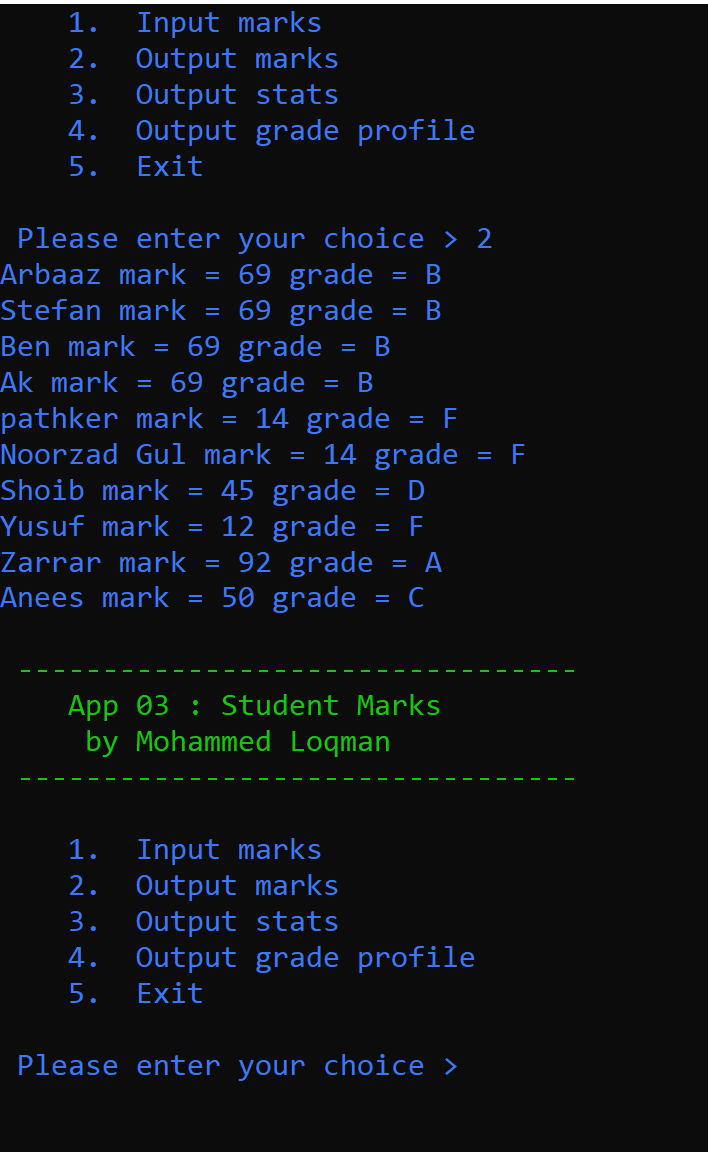 1. Input marks
2. Output marks
3. Output stats
4. Output grade profile
5. Exit
Please enter your choice > 2
Arbaaz mark = 69 grade = B
Stefan mark = 69 grade = B
Ben mark = 69 grade = B
Ak mark = 69 grade = B
pathker mark = 14 grade = F
Noorzad Gul mark = 14 grade = F
Shoib mark = 45 grade = D
Yusuf mark = 12 grade = F
Zarrar mark = 92 grade = A
Anees mark = 50 grade = C
---------------------------------
App 03 : Student Marks
by Mohammed Loqman
---------------------------------
1. Input marks
2. Output marks
3. Output stats
4. Output grade profile
5. Exit
Please enter your choice >